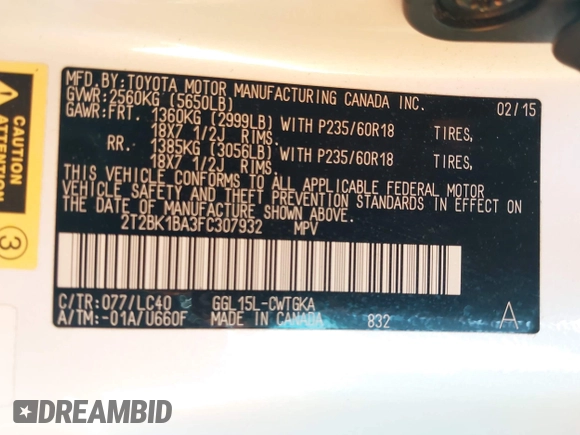 MFD.BY:TOYOTA MOTOR MANUFACTURING CANADA INC.
GVWR:2560KG (5650LB) 02/15
GAWR:FRT. 1360KG (2999LB) WITH P235/60R18 TIRES,
18X7 1/2J RIMS.
RR. 1385KG (3056LB) WITH P235/60R18 TIRES,
18X7 1/2J RIMS.
THIS VEHICLE CONFORMS TO ALL APPLICABLE FEDERAL MOTOR
VEHICLE SAFETY AND THEFT PREVENTION STANDARDS IN EFFECT ON
THE DATE OF MANUFACTURE SHOWN ABOVE.
2T2BK1BA3FC307932 MPV
C/TR:077/LC40 GGL15L-CWTGKA
A/TM:-01A/U660F MADE IN CANADA 832 A
CAUTION
ATTENTION
3
DREAMBID